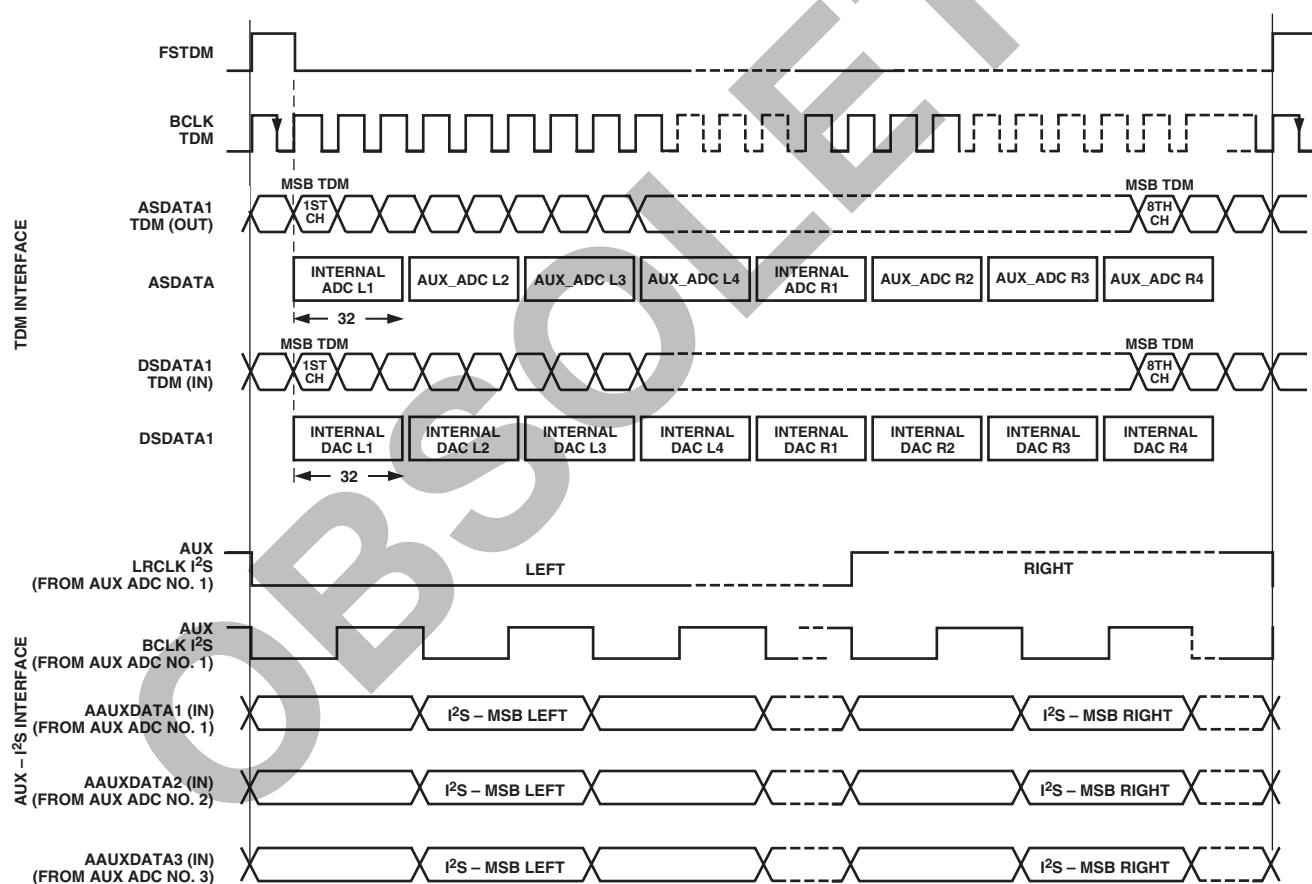 FSTDM
BCLK
TDM
MSB TDM
MSB TDM
ASDATA1
TDM (OUT)
1ST
CH
8TH
CH
TDM INTERFACE
ASDATA
INTERNAL
ADC L1
AUX_ADC L2
AUX_ADC L3
AUX_ADC L4
INTERNAL
ADC R1
AUX_ADC R2
AUX_ADC R3
AUX_ADC R4
32
MSB TDM
MSB TDM
DSDATA1
TDM (IN)
1ST
CH
8TH
CH
DSDATA1
INTERNAL
DAC L1
INTERNAL
DAC L2
INTERNAL
DAC L3
INTERNAL
DAC L4
INTERNAL
DAC R1
INTERNAL
DAC R2
INTERNAL
DAC R3
INTERNAL
DAC R4
32
AUX
LRCLK I²S
(FROM AUX ADC NO. 1)
LEFT
RIGHT
AUX – I²S INTERFACE
AUX
BCLK I²S
(FROM AUX ADC NO. 1)
AAUXDATA1 (IN)
(FROM AUX ADC NO. 1)
I²S – MSB LEFT
I²S – MSB RIGHT
AAUXDATA2 (IN)
(FROM AUX ADC NO. 2)
I²S – MSB LEFT
I²S – MSB RIGHT
AAUXDATA3 (IN)
(FROM AUX ADC NO. 3)
I²S – MSB LEFT
I²S – MSB RIGHT
OBSOLET